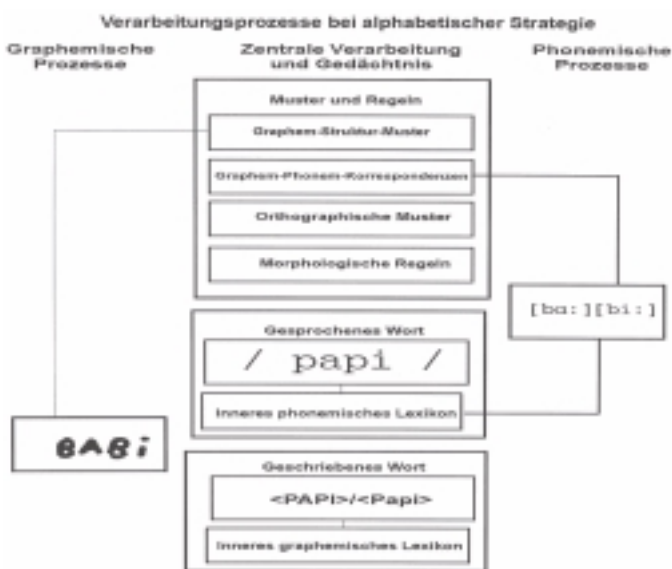 Verarbeitungsprozesse bei alphabetischer Strategie
Graphemische
Prozesse
Zentrale Verarbeitung
und Gedächtnis
Phonemische
Prozesse
Muster und Regeln
Graphem-Struktur-Muster
Graphem-Phonem-Korrespondenzen
Orthographische Muster
Morphologische Regeln
[ba:][bi:]
Gesprochenes Wort
/ papi /
Inneres phonemisches Lexikon
BABi
Geschriebenes Wort
<PAPI>/<Papi>
Inneres graphemisches Lexikon